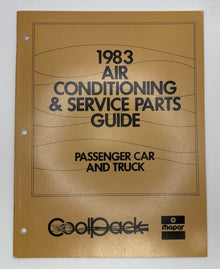 1983
AIR
CONDITIONING
& SERVICE PARTS
GUIDE
PASSENGER CAR
AND TRUCK
CoolPack
mopar